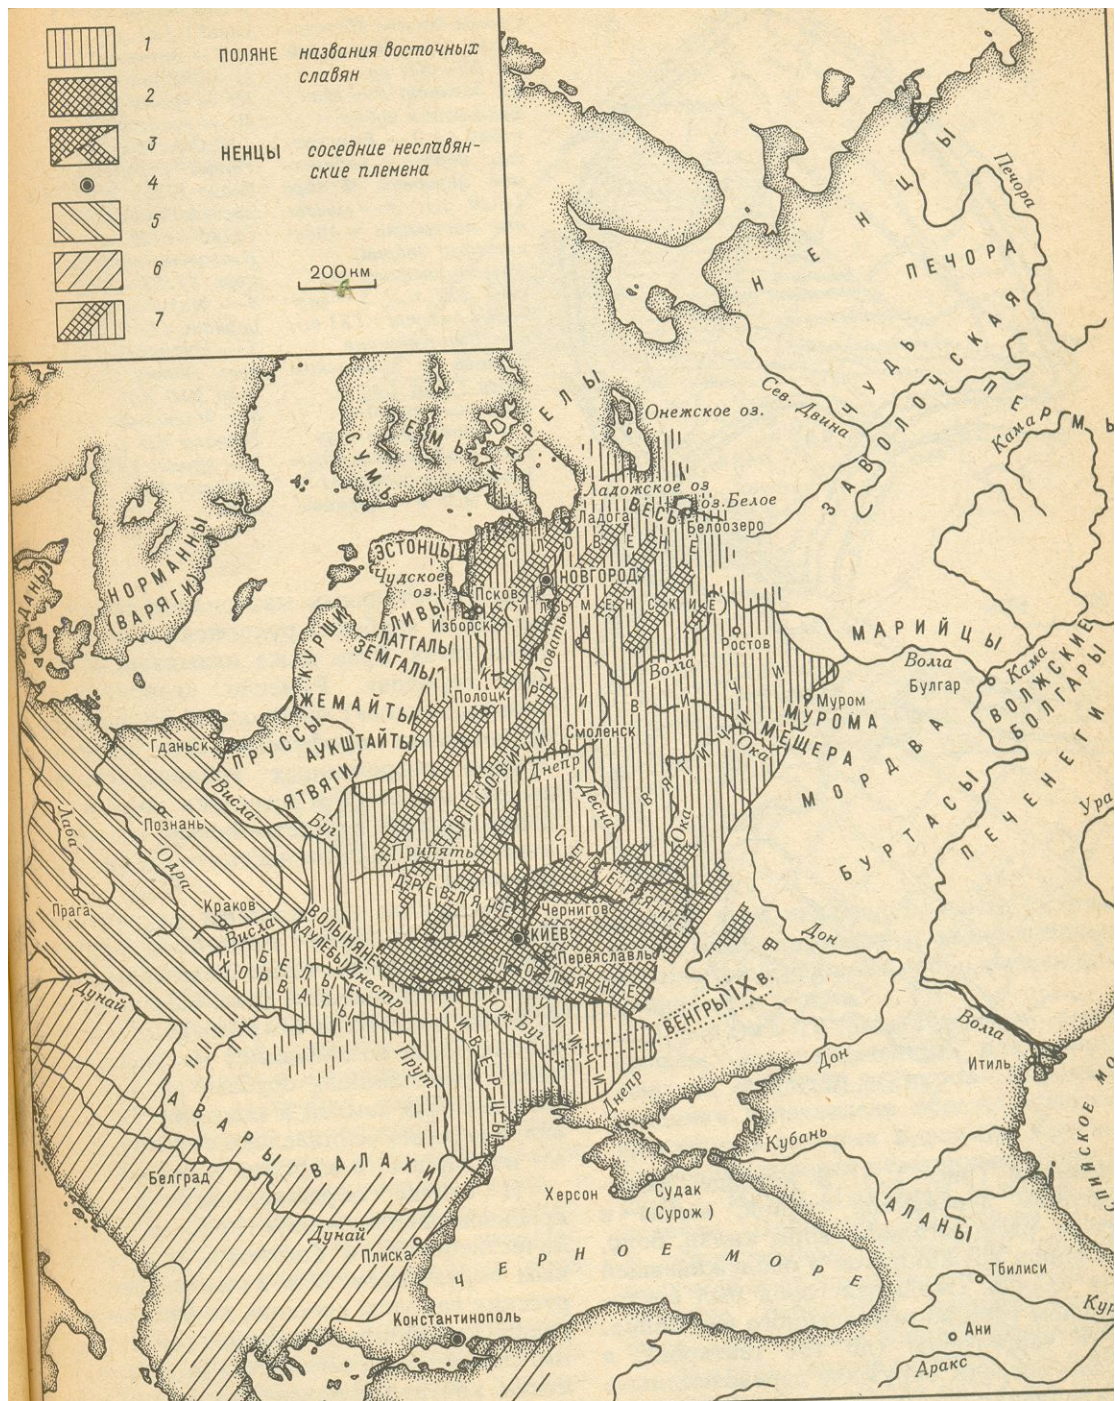 1
2
3
4
5
6
7
ПОЛЯНЕ названия восточных
славян
НЕНЦЫ соседние неславян-
ские племена
200 км
НЕНЦЫ
Печора
ПЕЧОРА
ЗАВОЛОЧСКАЯ
ЧУДЬ
Сев. Двина
ПЕРМЬ
Кама
Онежское оз.
КАРЕЛЫ
ЕМЬ
СУМЬ
Ладожское оз
оз.Белое
ВЕСЬ
Белоозеро
Ладога
СЛОВЕНЕ
(ИЛЬМЕНСКИЕ)
НОВГОРОД
ЭСТОНЦЫ
Чудское
оз.
Псков
Изборск
ЛИВЫ
ЛАТГАЛЫ
ЗЕМГАЛЫ
КУРШИ
НОРМАННЫ
(ВАРЯГИ)
ДАНЫ
Ловать
Волга
Ростов
МАРИЙЦЫ
Волга
Булгар
Кама
ВОЛЖСКИЕ
БОЛГАРЫ
КРИВИЧИ
Полоцк
Смоленск
Муром
МУРОМА
МЕЩЕРА
Ока
МОРДВА
ЖЕМАЙТЫ
ПРУССЫ
АУКШТАЙТЫ
ЯТВЯГИ
Гданьск
Висла
Познань
Лаба
Одра
Прага
Краков
Висла
Буг
Днепр
Десна
ВЯТИЧИ
Ока
БУРТАСЫ
ПЕЧЕНЕГИ
Ура
Припять
ДРЕГОВИЧИ
ДРЕВЛЯНЕ
СЕВЕРЯНЕ
Чернигов
КИЕВ
Переяславль
ПОЛЯНЕ
ВОЛЫНЯНЕ
(ДУЛЕБЫ)
БЕЛЫЕ
ХОРВАТЫ
Днестр
Юж.Буг
УЛИЧИ
ТИВЕРЦЫ
Прут
Дон
ВЕНГРЫ IX в.
Дон
Днепр
Волга
Итиль
Дунай
АВАРЫ
ВАЛАХИ
Белград
Дунай
Плиска
Херсон
Судак
(Сурож)
Кубань
АЛАНЫ
СПИЙСКОЕ МО
ЧЕРНОЕ МОРЕ
Константинополь
Тбилиси
Кур
Ани
Аракс